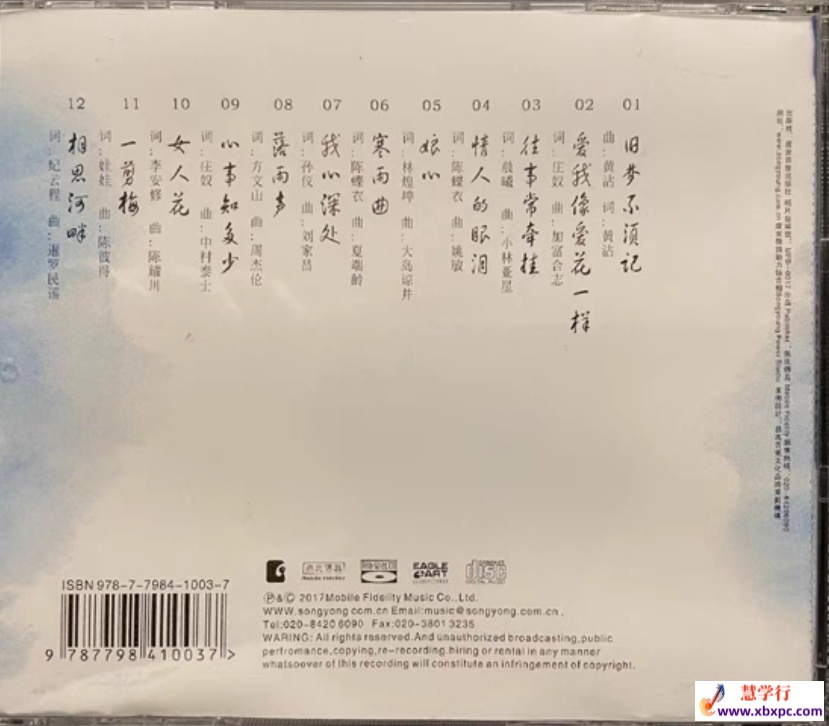 01
旧梦不须记
曲：黄沾 词：黄沾
02
爱我像爱花一样
词：庄奴 曲：加富合志
03
往事常牵挂
词：晨曦 曲：小林亚星
04
情人的眼泪
词：陈蝶衣 曲：姚敏
05
娘心
词：林煌坤 曲：大岛谅井
06
寒雨曲
词：陈蝶衣 曲：夏端龄
07
我心深处
词：孙仪 曲：刘家昌
08
落雨声
词：方文山 曲：周杰伦
09
心事知多少
词：庄奴 曲：中村泰士
10
女人花
词：李安修 曲：陈耀川
11
一剪梅
词：娃娃 曲：陈彼得
12
相思河畔
词：纪云程 曲：暹罗民谣
ISBN 978-7-7984-1003-7
9 787798 410037>
EAGLE ART
disc
℗&© 2017Mobile Fidelity Music Co.,Ltd.
WWW.songyong.com.cn Email:music@songyong.com.cn.
Tel:020-8420 6090 Fax:020-3801 3235
WARING: All rights reserved.And unauthorized broadcasting,public
perfromance,copying,re-recording.hiring or rental in any manner
whatsoever of this recording will constitute an infringement of copyright.
慧学行
www.xbxpc.com